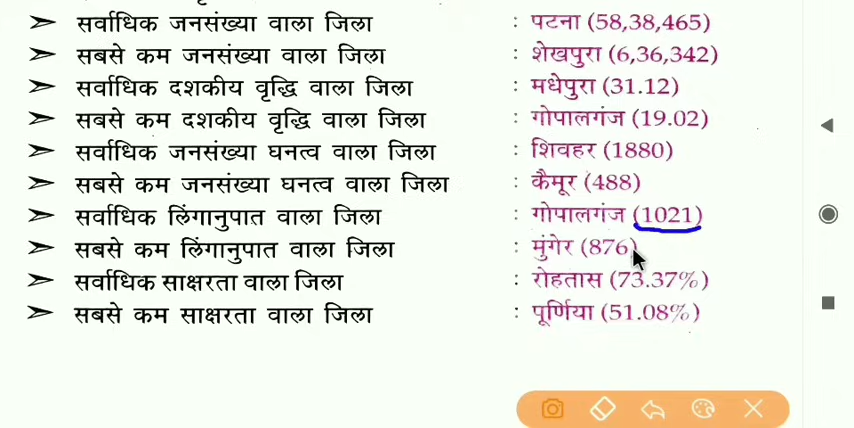 ➢ सर्वाधिक जनसंख्या वाला जिला : पटना (58,38,465)
➢ सबसे कम जनसंख्या वाला जिला : शेखपुरा (6,36,342)
➢ सर्वाधिक दशकीय वृद्धि वाला जिला : मधेपुरा (31.12)
➢ सबसे कम दशकीय वृद्धि वाला जिला : गोपालगंज (19.02)
➢ सर्वाधिक जनसंख्या घनत्व वाला जिला : शिवहर (1880)
➢ सबसे कम जनसंख्या घनत्व वाला जिला : कैमूर (488)
➢ सर्वाधिक लिंगानुपात वाला जिला : गोपालगंज (1021)
➢ सबसे कम लिंगानुपात वाला जिला : मुंगेर (876)
➢ सर्वाधिक साक्षरता वाला जिला : रोहतास (73.37%)
➢ सबसे कम साक्षरता वाला जिला : पूर्णिया (51.08%)